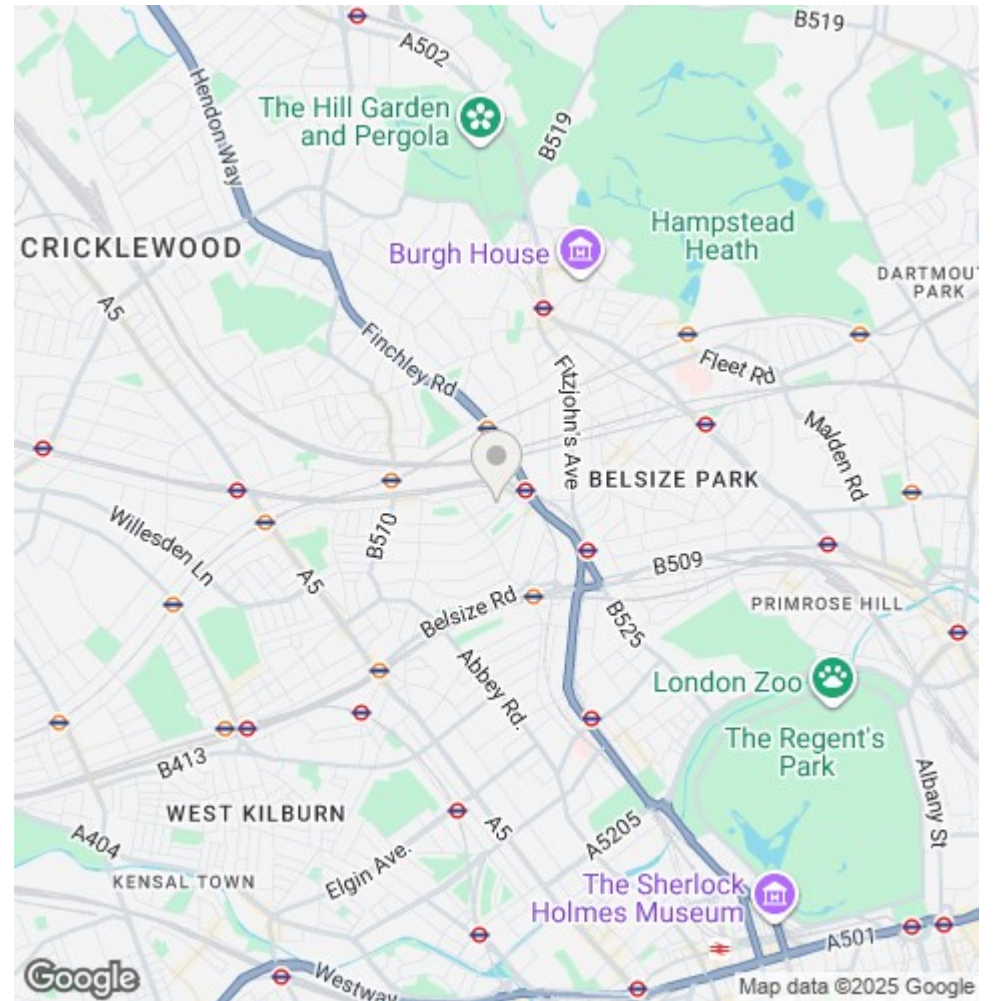 B519
A502
Hendon Way
The Hill Garden
and Pergola
B519
Hampstead
Heath
CRICKLEWOOD
Burgh House
DARTMOU
PARK
A5
Finchley Rd
Fitzjohn's Ave
Fleet Rd
Malden Rd
BELSIZE PARK
B510
Willesden Ln
A5
B509
Belsize Rd
B525
PRIMROSE HILL
Abbey Rd.
London Zoo
The Regent's
Park
B413
Albany St
WEST KILBURN
A5
A5205
A404
Elgin Ave.
KENSAL TOWN
The Sherlock
Holmes Museum
A501
Westway
Google
Map data ©2025 Google